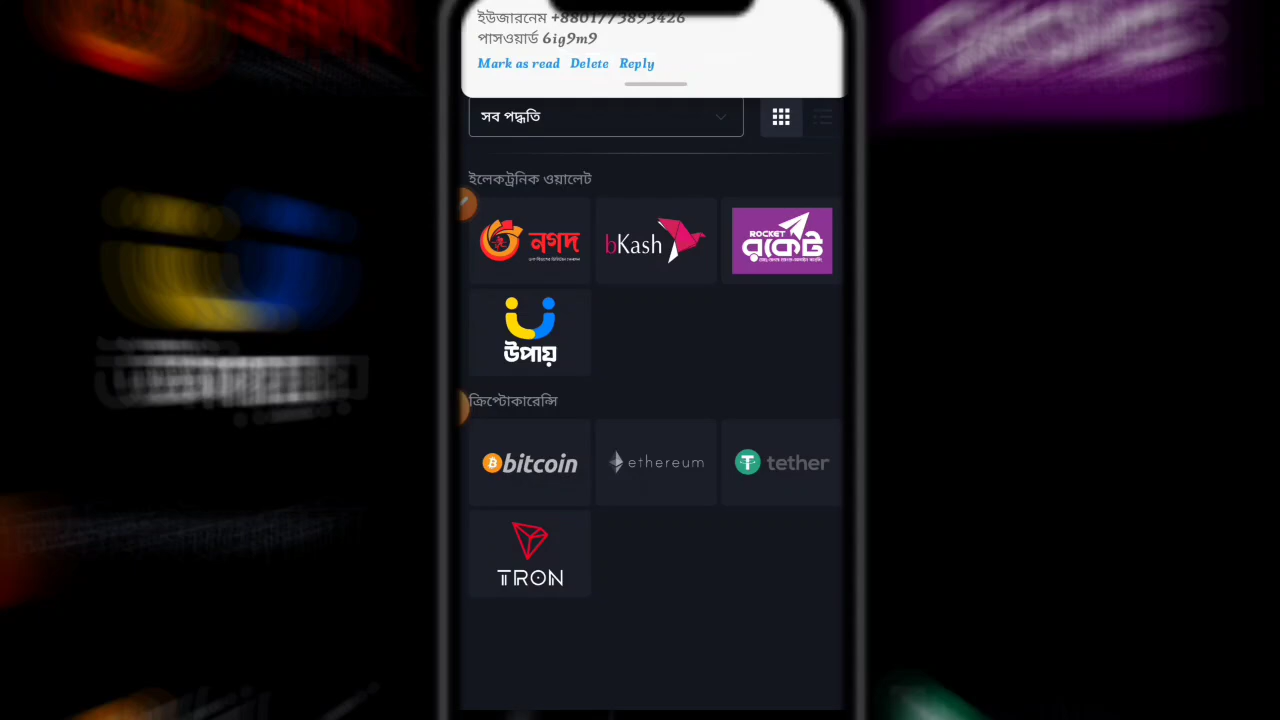 ইউজারনেম +8801773893426
পাসওয়ার্ড 6ig9m9
Mark as read Delete Reply
সব পদ্ধতি
ইলেকট্রনিক ওয়ালেট
নগদ
bKash
ROCKET
রকেট
উপায়
ক্রিপ্টোকারেন্সি
bitcoin
ethereum
tether
TRON